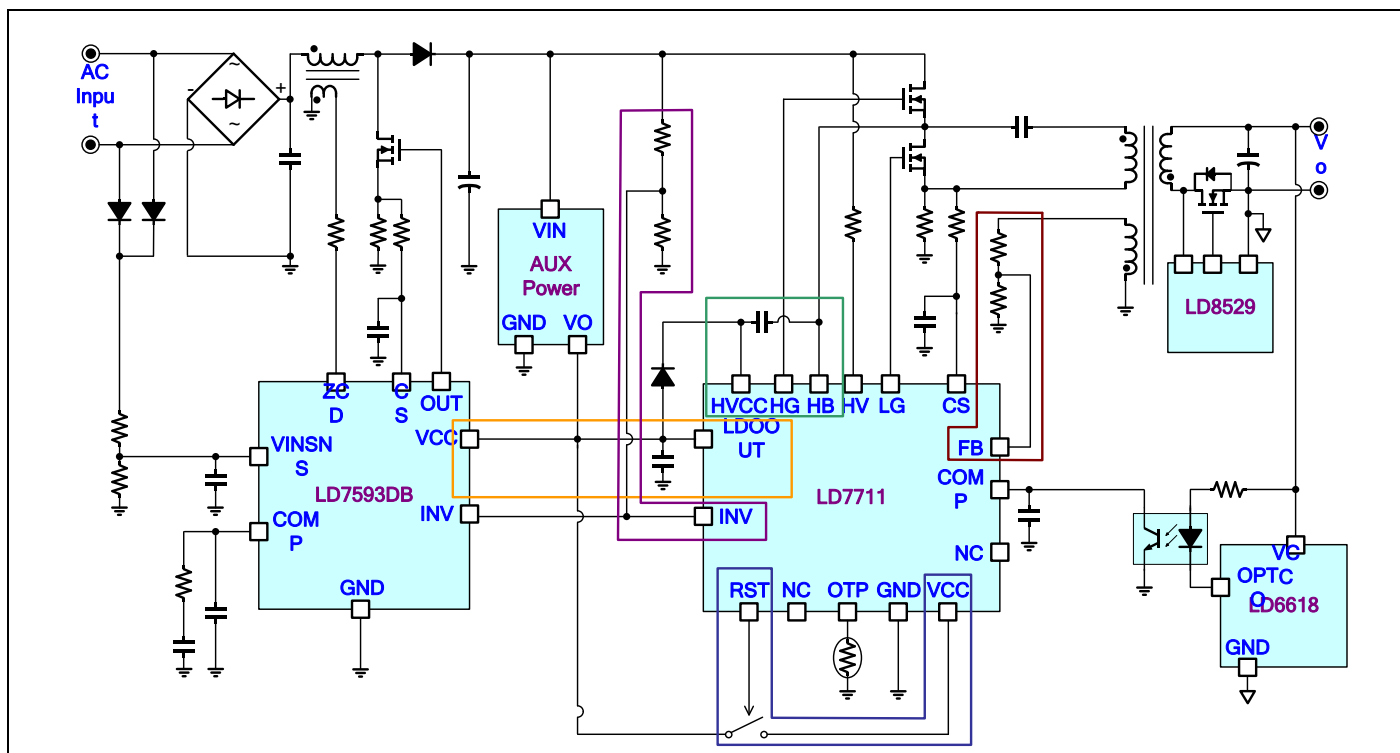 AC
Inpu
t
~
-
+
~
V
o
VIN
AUX
Power
GND
VO
LD8529
ZC
D
C
S
OUT
HVCC
HG
HB
HV
LG
CS
VCC
LDOO
UT
FB
VINSN
S
LD7593DB
LD7711
COM
P
INV
INV
COM
P
NC
VC
C
OPT
O
LD6618
GND
RST
NC
OTP
GND
VCC
GND